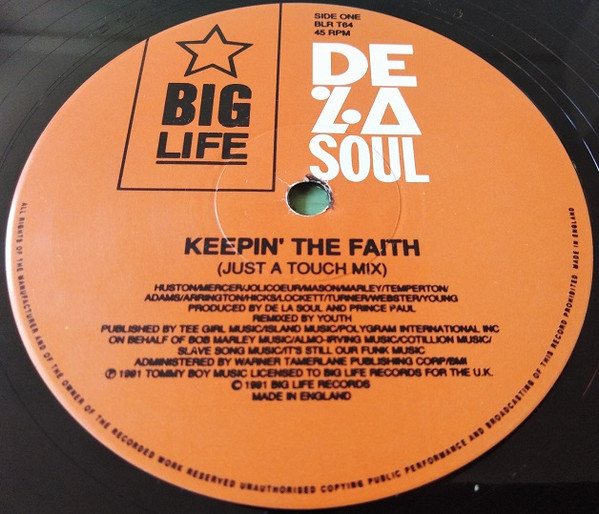 SIDE ONE
BLR T64
45 RPM
BIG
LIFE
DE
LA
SOUL
KEEPIN' THE FAITH
(JUST A TOUCH MIX)
HUSTON/MERCER/JOLICOEUR/MASON/MARLEY/TEMPERTON/
ADAMS/ARRINGTON/HICKS/LOCKETT/TURNER/WEBSTER/YOUNG
PRODUCED BY DE LA SOUL AND PRINCE PAUL
REMIXED BY YOUTH
PUBLISHED BY TEE GIRL MUSIC/ISLAND MUSIC/POLYGRAM INTERNATIONAL INC
ON BEHALF OF BOB MARLEY MUSIC/ALMO-IRVING MUSIC/COTILLION MUSIC/
SLAVE SONG MUSIC/IT'S STILL OUR FUNK MUSIC
ADMINISTERED BY WARNER TAMERLANE PUBLISHING CORP/BMI
℗ 1991 TOMMY BOY MUSIC LICENSED TO BIG LIFE RECORDS FOR THE U.K.
© 1991 BIG LIFE RECORDS
MADE IN ENGLAND
ALL RIGHTS OF THE MANUFACTURER AND OF THE OWNER OF THE RECORDED WORK RESERVED UNAUTHORISED COPYING PUBLIC PERFORMANCE AND BROADCASTING OF THIS RECORD PROHIBITED. MADE IN ENGLAND